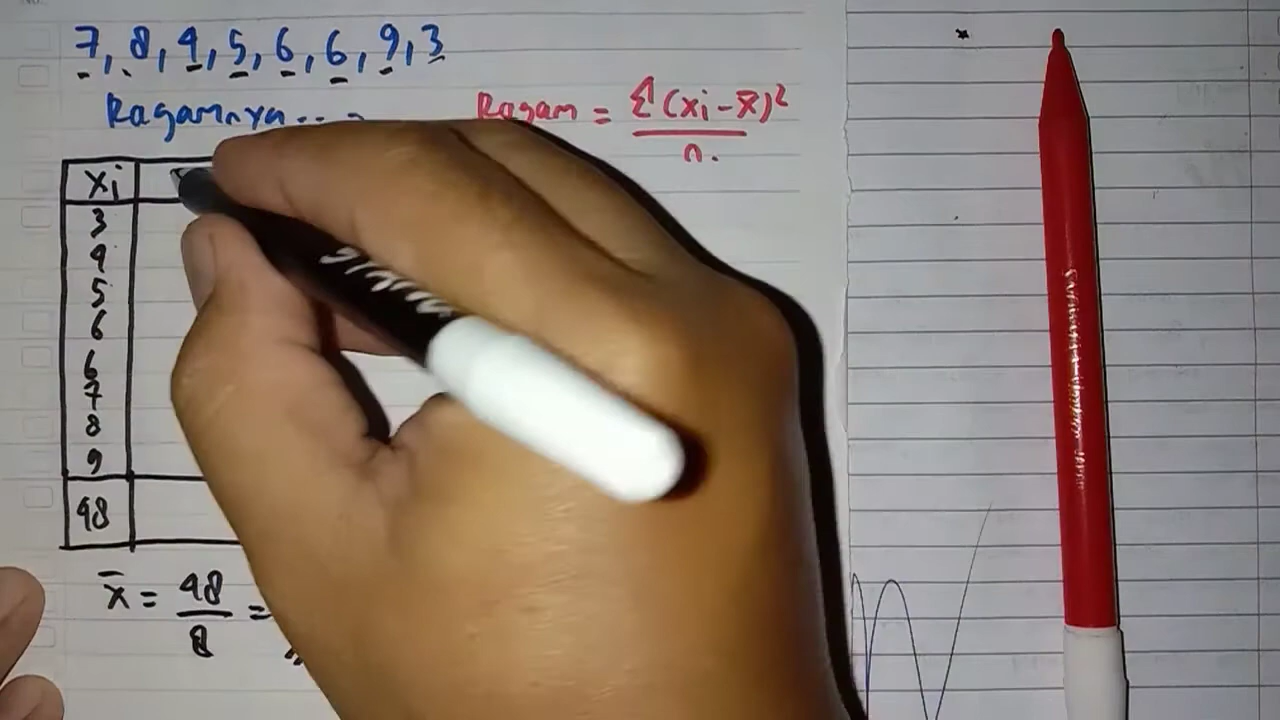 7, 8, 4, 5, 6, 6, 9, 3
Ragamnya...
Ragam = Σ(xi - x̄)²
n.
xi
3
4
5
6
6
7
8
9
48
x̄ = 48 =
8